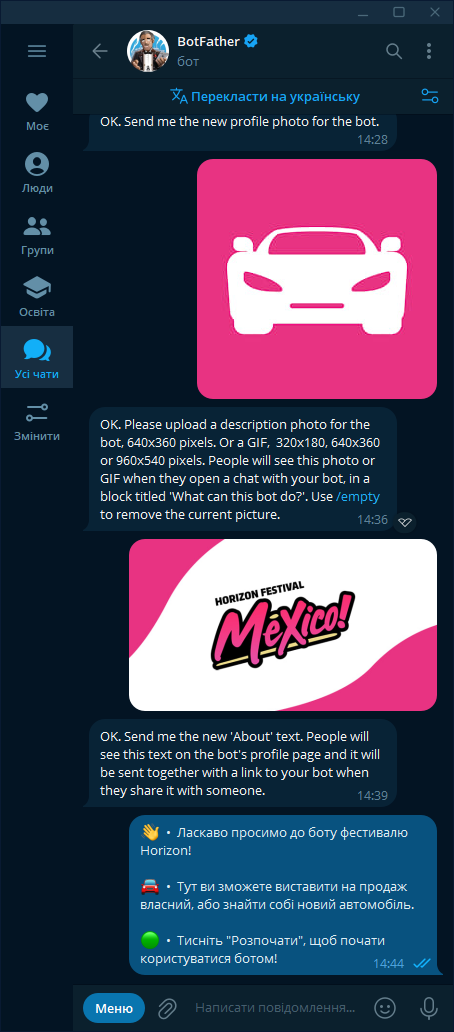 BotFather
бот
Перекласти на українську
Моє
Люди
Групи
Освіта
Усі чати
Змінити
OK. Send me the new profile photo for the bot.
14:28
OK. Please upload a description photo for the
bot, 640x360 pixels. Or a GIF, 320x180, 640x360
or 960x540 pixels. People will see this photo or
GIF when they open a chat with your bot, in a
block titled 'What can this bot do?'. Use /empty
to remove the current picture.
14:36
HORIZON FESTIVAL
MéXico!
OK. Send me the new 'About' text. People will
see this text on the bot's profile page and it will
be sent together with a link to your bot when
they share it with someone.
14:39
👋 • Ласкаво просимо до боту фестивалю
Horizon!
🚘 • Тут ви зможете виставити на продаж
власний, або знайти собі новий автомобіль.
🟢 • Тисніть "Розпочати", щоб почати
користуватися ботом!
14:44
Меню
Написати повідомлення...